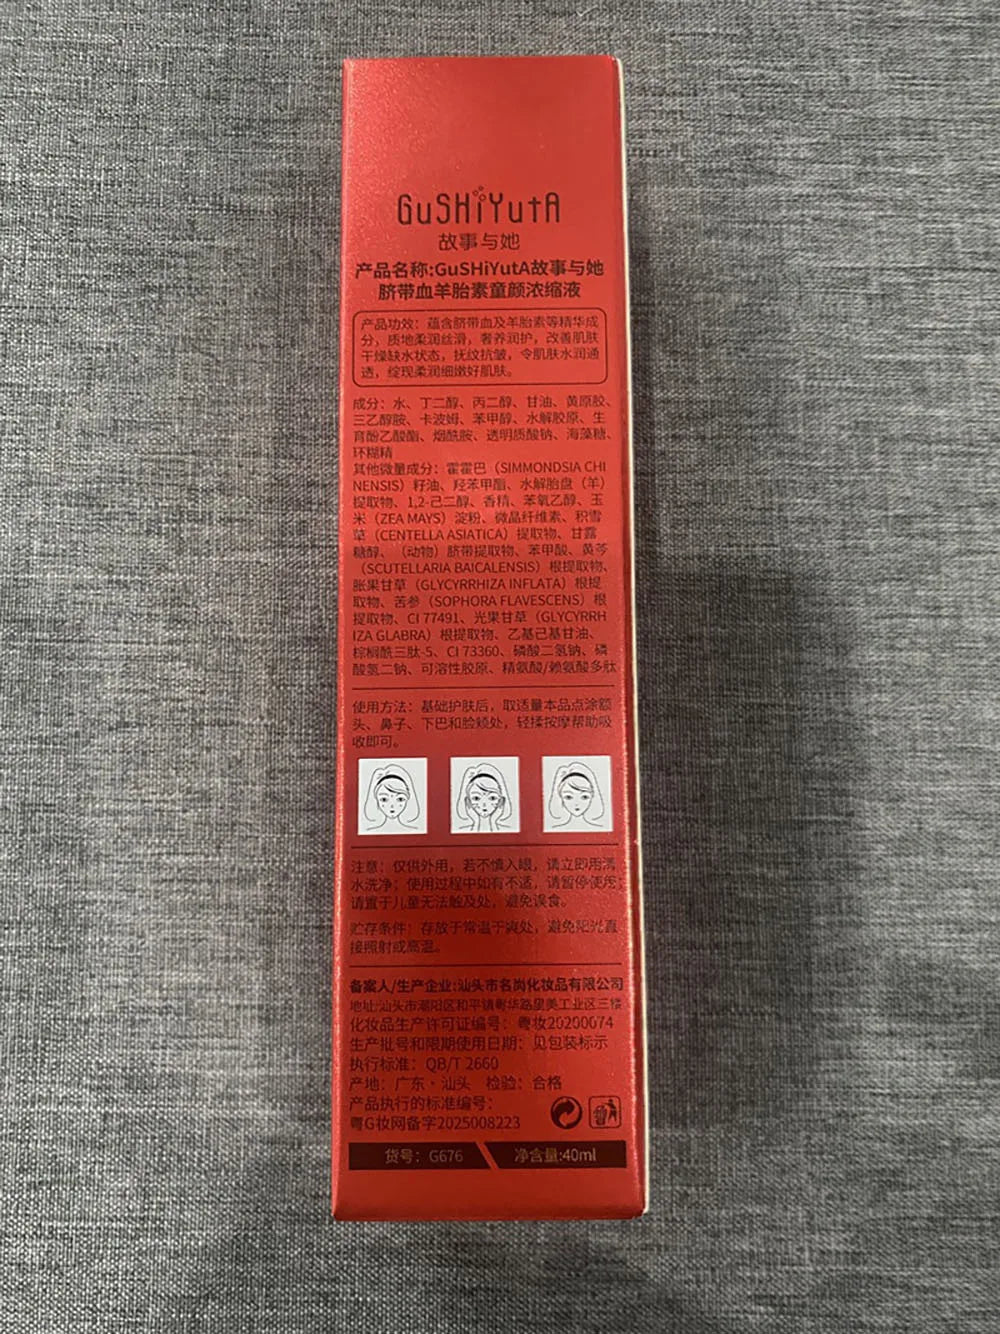 GuSHiYutA
故事与她
产品名称:GuSHiYutA故事与她
脐带血羊胎素童颜浓缩液
产品功效：蕴含脐带血及羊胎素等精华成
分，质地柔润丝滑，奢养润护，改善肌肤
干燥缺水状态，抚纹抗皱，令肌肤水润通
透，绽现柔润细嫩好肌肤。
成分：水、丁二醇、丙二醇、甘油、黄原胶、
三乙醇胺、卡波姆、苯甲醇、水解胶原、生
育酚乙酸酯、烟酰胺、透明质酸钠、海藻糖、
环糊精
其他微量成分：霍霍巴（SIMMONDSIA CHI
NENSIS）籽油、羟苯甲酯、水解胎盘（羊）
提取物、1,2-己二醇、香精、苯氧乙醇、玉
米（ZEA MAYS）淀粉、微晶纤维素、积雪
草（CENTELLA ASIATICA）提取物、甘露
糖醇、（动物）脐带提取物、苯甲酸、黄芩
（SCUTELLARIA BAICALENSIS）根提取物、
胀果甘草（GLYCYRRHIZA INFLATA）根提
取物、苦参（SOPHORA FLAVESCENS）根
提取物、CI 77491、光果甘草（GLYCYRRH
IZA GLABRA）根提取物、乙基己基甘油、
棕榈酰三肽-5、CI 73360、磷酸二氢钠、磷
酸氢二钠、可溶性胶原、精氨酸/赖氨酸多肽
使用方法：基础护肤后，取适量本品点涂额
头、鼻子、下巴和脸颊处，轻揉按摩帮助吸
收即可。
注意：仅供外用，若不慎入眼，请立即用清
水洗净；使用过程中如有不适，请暂停使用；
请置于儿童无法触及处，避免误食。
贮存条件：存放于常温干爽处，避免阳光直
接照射或高温。
备案人/生产企业:汕头市名尚化妆品有限公司
地址:汕头市潮阳区和平镇粤华路里美工业区三楼
化妆品生产许可证编号：粤妆20200674
生产批号和限期使用日期：见包装标示
执行标准：QB/T 2660
产地：广东·汕头 检验：合格
产品执行的标准编号：
粤G妆网备字2025008223
货号：G676 净含量:40ml